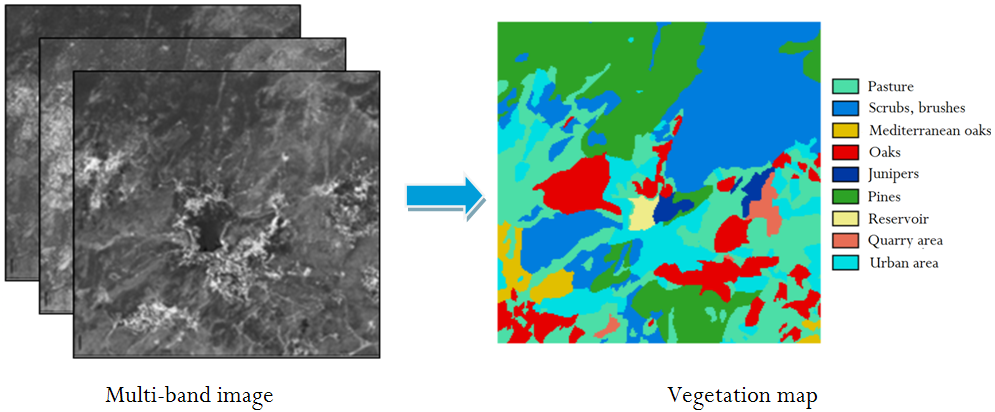 Pasture
Scrubs, brushes
Mediterranean oaks
Oaks
Junipers
Pines
Reservoir
Quarry area
Urban area
Multi-band image
Vegetation map